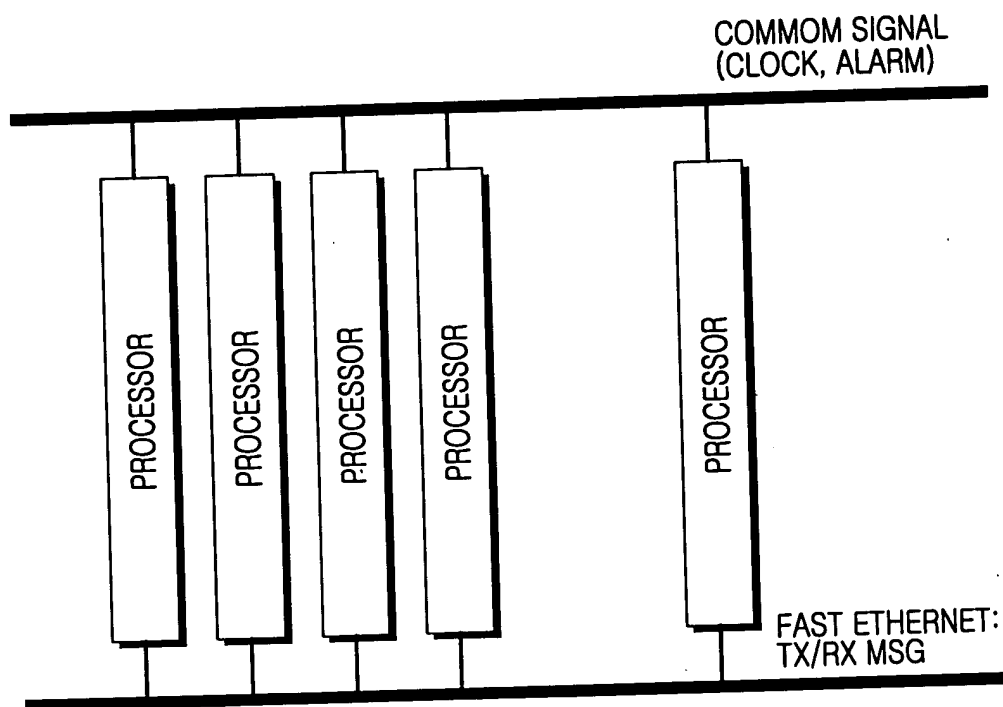 COMMOM SIGNAL
(CLOCK, ALARM)
PROCESSOR
PROCESSOR
PROCESSOR
PROCESSOR
PROCESSOR
FAST ETHERNET:
TX/RX MSG